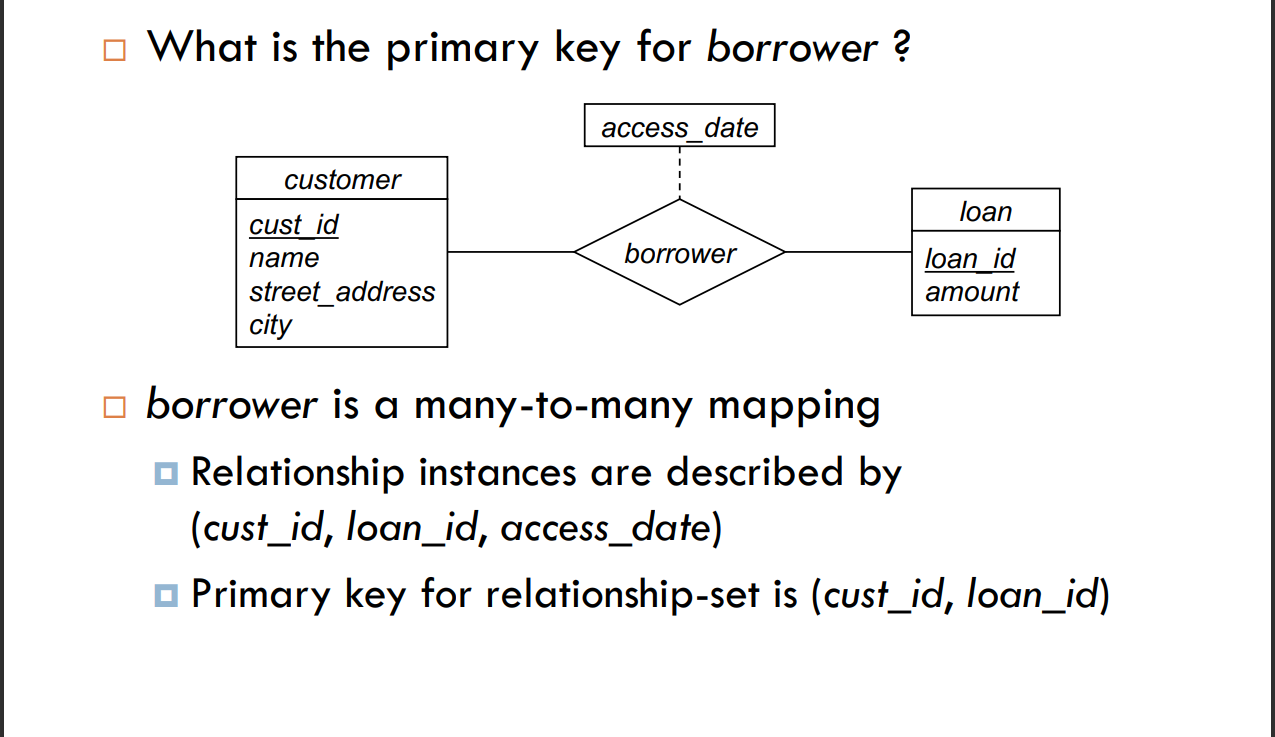 What is the primary key for borrower ?
access_date
customer
cust_id
name
street_address
city
borrower
loan
loan_id
amount
borrower is a many-to-many mapping
Relationship instances are described by
(cust_id, loan_id, access_date)
Primary key for relationship-set is (cust_id, loan_id)